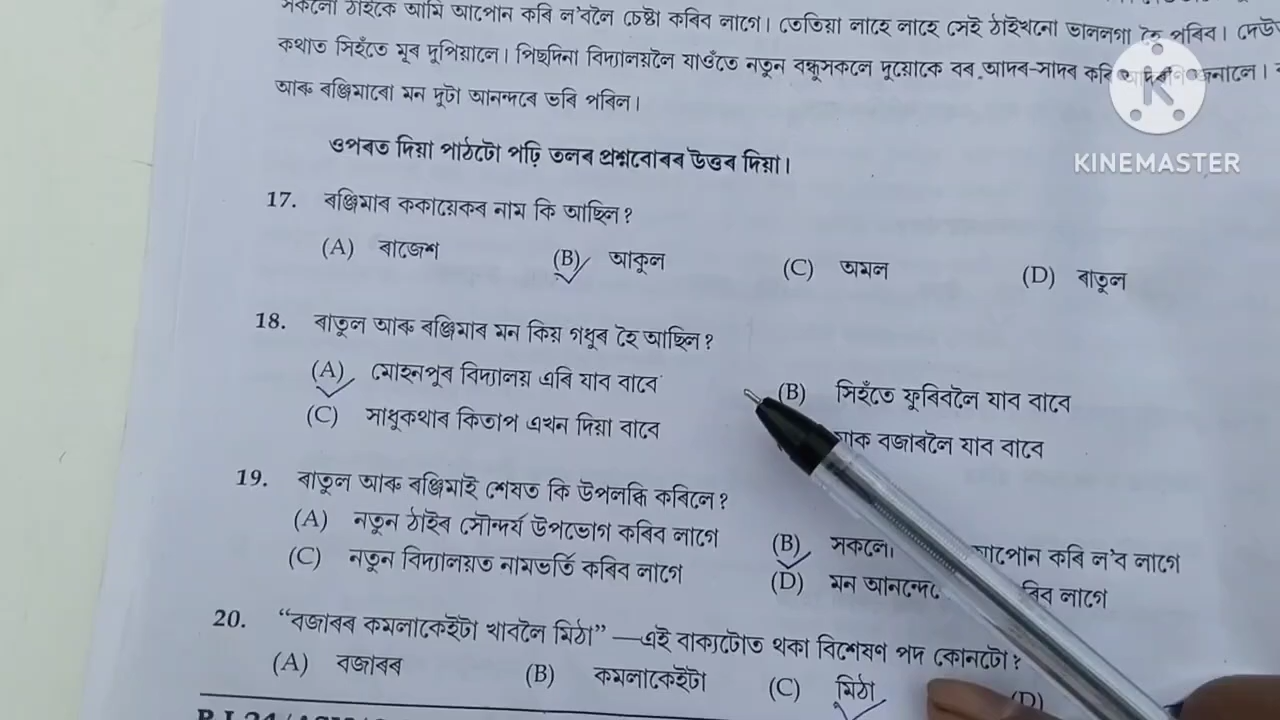 সকলো ঠাইকে আমি আপোন কৰি ল'বলৈ চেষ্টা কৰিব লাগে। তেতিয়া লাহে লাহে সেই ঠাইখনো ভাললগা হৈ পৰিব। দেউ
কথাত সিহঁতে মূৰ দুপিয়ালে। পিছদিনা বিদ্যালয়লৈ যাওঁতে নতুন বন্ধুসকলে দুয়োকে বৰ আদৰ-সাদৰ কৰি জনালে।
আৰু ৰঞ্জিমাৰো মন দুটা আনন্দৰে ভৰি পৰিল।
KINEMASTER
ওপৰত দিয়া পাঠটো পঢ়ি তলৰ প্ৰশ্নবোৰৰ উত্তৰ দিয়া।
17. ৰঞ্জিমাৰ ককায়েকৰ নাম কি আছিল?
(A) ৰাজেশ (B) আকুল (C) অমল (D) ৰাতুল
18. ৰাতুল আৰু ৰঞ্জিমাৰ মন কিয় গধুৰ হৈ আছিল?
(A) মোহনপুৰ বিদ্যালয় এৰি যাব বাবে (B) সিহঁতে ফুৰিবলৈ যাব বাবে
(C) সাধুকথাৰ কিতাপ এখন দিয়া বাবে বজাৰলৈ যাব বাবে
19. ৰাতুল আৰু ৰঞ্জিমাই শেষত কি উপলব্ধি কৰিলে?
(A) নতুন ঠাইৰ সৌন্দৰ্য উপভোগ কৰিব লাগে (B) সকলো আপোন কৰি ল'ব লাগে
(C) নতুন বিদ্যালয়ত নামভৰ্তি কৰিব লাগে (D) মন লাগে
20. “বজাৰৰ কমলাকেইটা খাবলৈ মিঠা” —এই বাক্যটোত থকা বিশেষণ পদ কোনটো?
(A) বজাৰৰ (B) কমলাকেইটা (C) মিঠা (D)